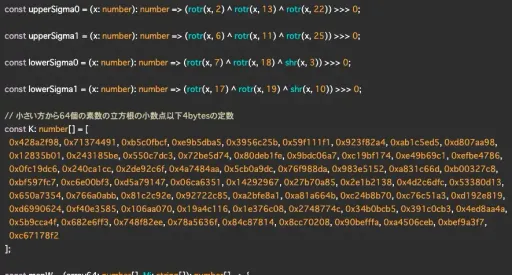 const upperSigma0 = (x: number): number => (rotr(x, 2) ^ rotr(x, 13) ^ rotr(x, 22)) >>> 0;
const upperSigma1 = (x: number): number => (rotr(x, 6) ^ rotr(x, 11) ^ rotr(x, 25)) >>> 0;
const lowerSigma0 = (x: number): number => (rotr(x, 7) ^ rotr(x, 18) ^ shr(x, 3)) >>> 0;
const lowerSigma1 = (x: number): number => (rotr(x, 17) ^ rotr(x, 19) ^ shr(x, 10)) >>> 0;
// 小さい方から64個の素数の立方根の小数点以下4bytesの定数
const K: number[] = [
0x428a2f98, 0x71374491, 0xb5c0fbcf, 0xe9b5dba5, 0x3956c25b, 0x59f111f1, 0x923f82a4, 0xab1c5ed5, 0xd807aa98,
0x12835b01, 0x243185be, 0x550c7dc3, 0x72be5d74, 0x80deb1fe, 0x9bdc06a7, 0xc19bf174, 0xe49b69c1, 0xefbe4786,
0x0fc19dc6, 0x240ca1cc, 0x2de92c6f, 0x4a7484aa, 0x5cb0a9dc, 0x76f988da, 0x983e5152, 0xa831c66d, 0xb00327c8,
0xbf597fc7, 0xc6e00bf3, 0xd5a79147, 0x06ca6351, 0x14292967, 0x27b70a85, 0x2e1b2138, 0x4d2c6dfc, 0x53380d13,
0x650a7354, 0x766a0abb, 0x81c2c92e, 0x92722c85, 0xa2bfe8a1, 0xa81a664b, 0xc24b8b70, 0xc76c51a3, 0xd192e819,
0xd6990624, 0xf40e3585, 0x106aa070, 0x19a4c116, 0x1e376c08, 0x2748774c, 0x34b0bcb5, 0x391c0cb3, 0x4ed8aa4a,
0x5b9cca4f, 0x682e6ff3, 0x748f82ee, 0x78a5636f, 0x84c87814, 0x8cc70208, 0x90befffa, 0xa4506ceb, 0xbef9a3f7,
0xc67178f2
];